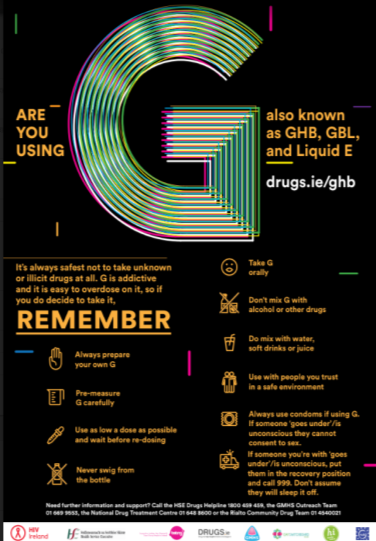 ARE
YOU
USING
G
also known
as GHB, GBL,
and Liquid E
drugs.ie/ghb
It's always safest not to take unknown
or illicit drugs at all. G is addictive
and it is easy to overdose on it, so if
you do decide to take it,
REMEMBER
Always prepare
your own G
Pre-measure
G carefully
Use as low a dose as possible
and wait before re-dosing
Never swig from
the bottle
Take G
orally
Don't mix G with
alcohol or other drugs
Do mix with water,
soft drinks or juice
Use with people you trust
in a safe environment
Always use condoms if using G.
If someone 'goes under'/is
unconscious they cannot
consent to sex.
If someone you're with 'goes
under'/is unconscious, put
them in the recovery position
and call 999. Don't assume
they will sleep it off.
Need further information and support? Call the HSE Drugs Helpline 1800 459 459, the GMHS Outreach Team
01 669 9553, the National Drug Treatment Centre 01 648 8600 or the Rialto Community Drug Team 01 4540021
HIV
Ireland
DRUGS.ie